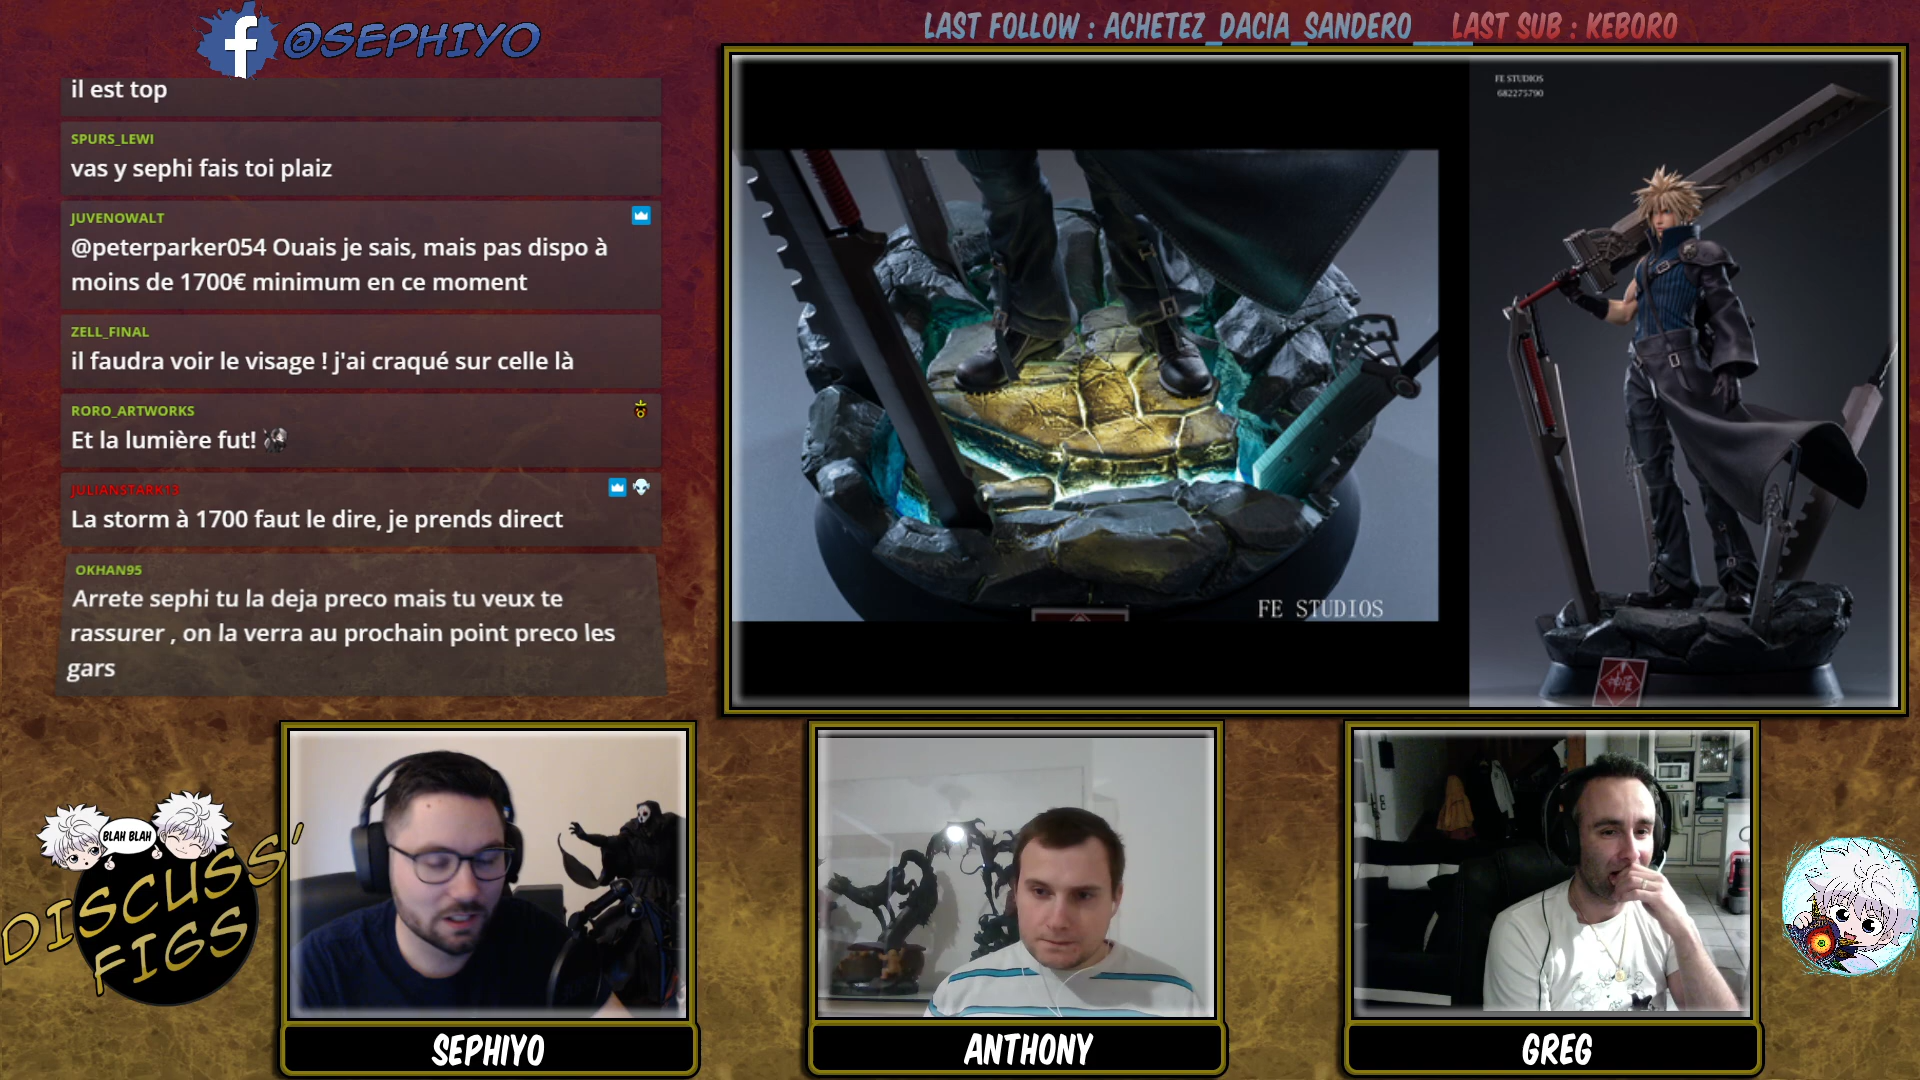 @SEPHIYO
LAST FOLLOW : ACHETEZ_DACIA_SANDERO____
LAST SUB : KEBORO
il est top
SPURS_LEWI
vas y sephi fais toi plaiz
JUVENOWALT
@peterparker054 Ouais je sais, mais pas dispo à
moins de 1700€ minimum en ce moment
ZELL_FINAL
il faudra voir le visage ! j'ai craqué sur celle là
RORO_ARTWORKS
Et la lumière fut!
JULIANSTARK13
La storm à 1700 faut le dire, je prends direct
OKHAN95
Arrete sephi tu la deja preco mais tu veux te
rassurer , on la verra au prochain point preco les
gars
FE STUDIOS
FE STUDIOS
682275790
神羅
BLAH BLAH
DISCUSS'
FIGS
SEPHIYO
ANTHONY
GREG